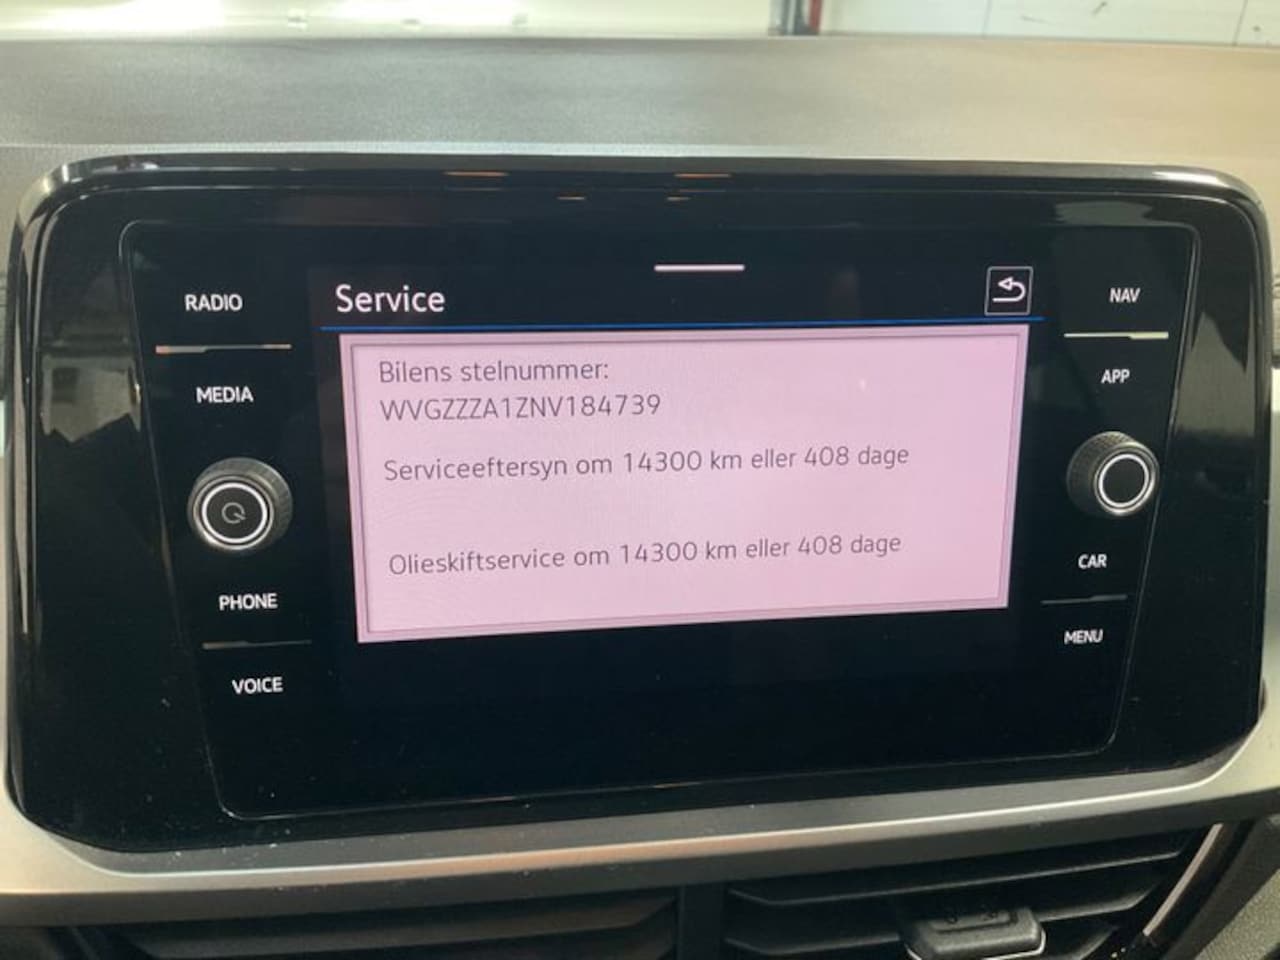 RADIO
MEDIA
PHONE
VOICE
Service
Bilens stelnummer:
WVGZZZA1ZNV184739
Serviceeftersyn om 14300 km eller 408 dage
Olieskiftservice om 14300 km eller 408 dage
NAV
APP
CAR
MENU